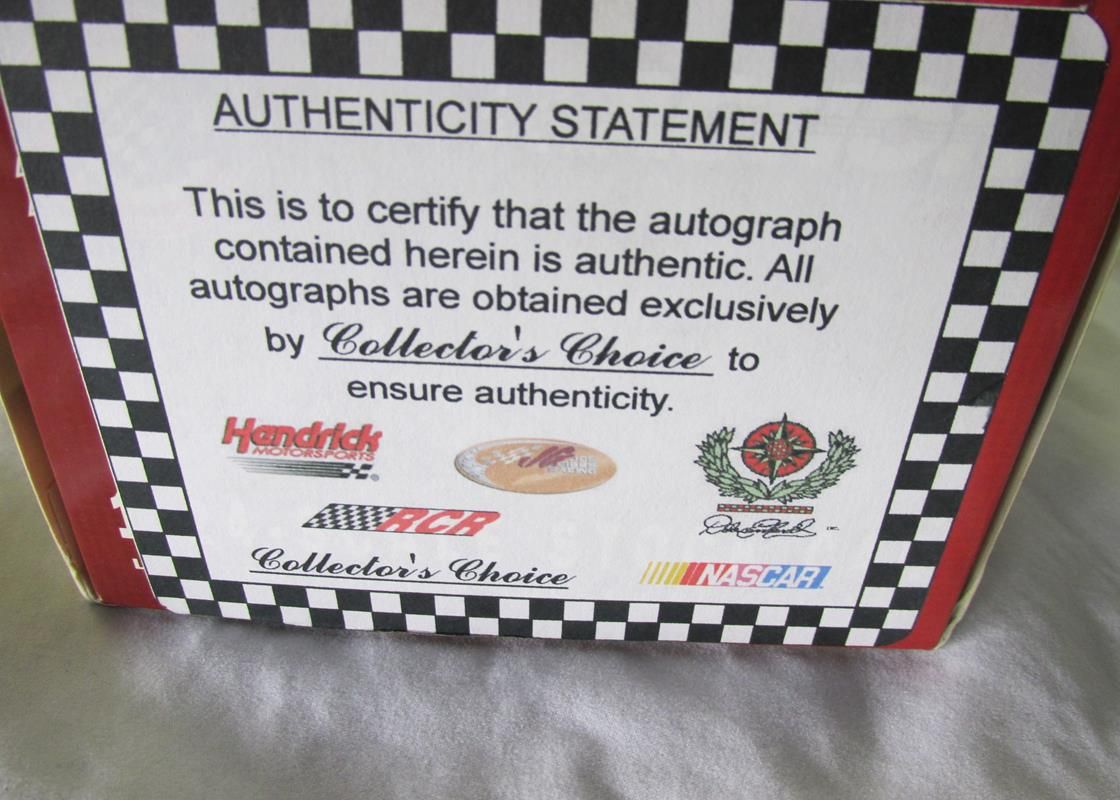 AUTHENTICITY STATEMENT
This is to certify that the autograph
contained herein is authentic. All
autographs are obtained exclusively
by Collector's Choice to
ensure authenticity.
Hendrick
MOTORSPORTS
RCR
Collector's Choice
NASCAR